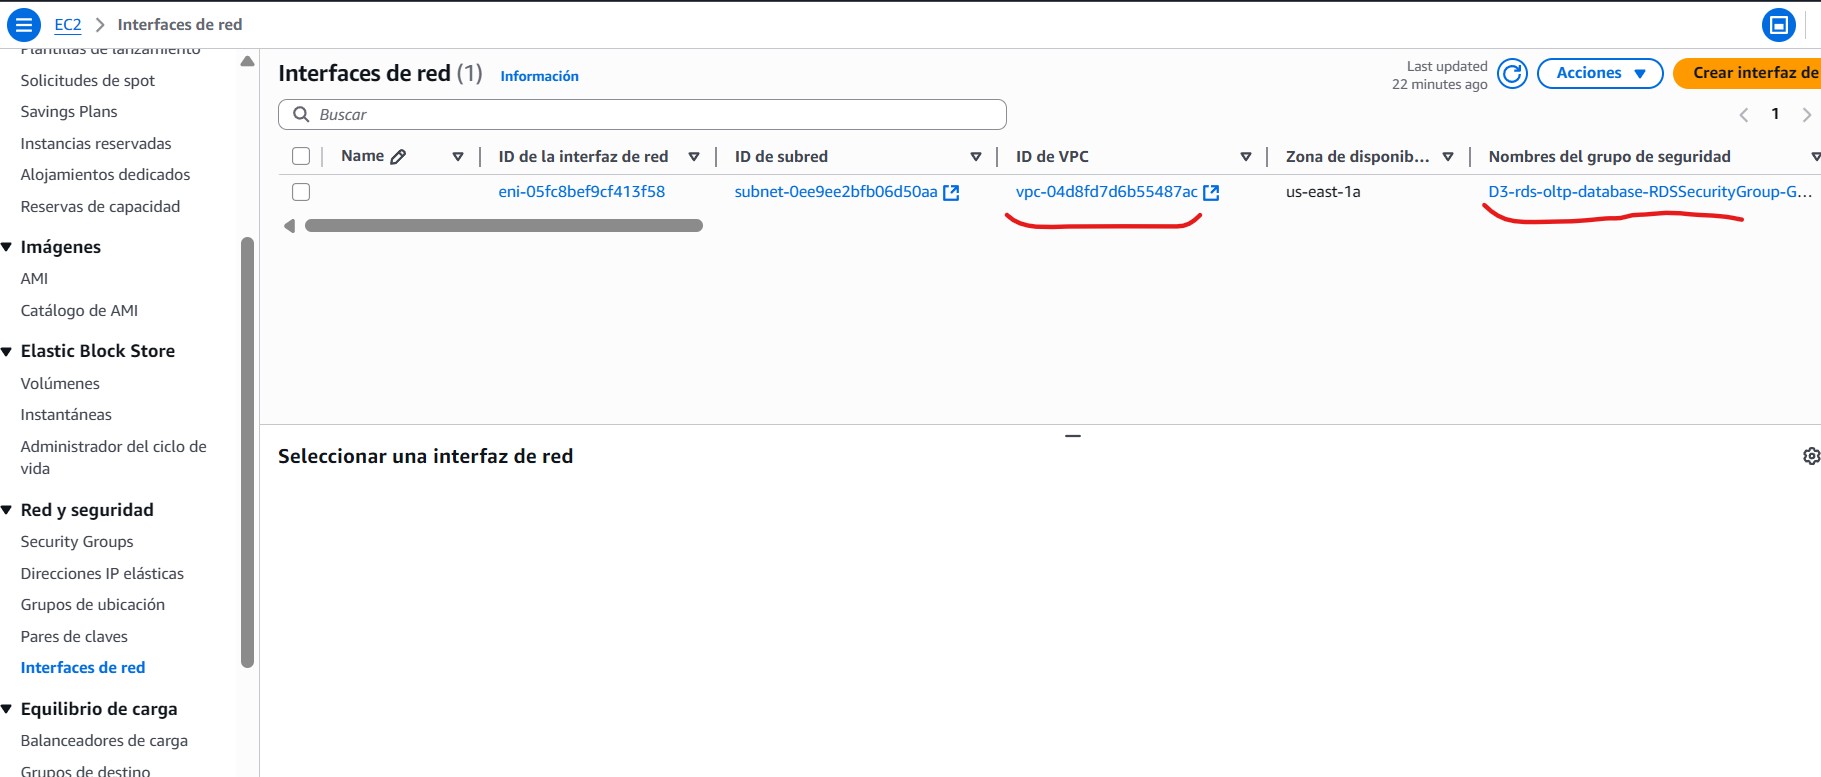 EC2 > Interfaces de red
Plantillas de lanzamiento
Solicitudes de spot
Savings Plans
Instancias reservadas
Alojamientos dedicados
Reservas de capacidad
Imágenes
AMI
Catálogo de AMI
Elastic Block Store
Volúmenes
Instantáneas
Administrador del ciclo de
vida
Red y seguridad
Security Groups
Direcciones IP elásticas
Grupos de ubicación
Pares de claves
Interfaces de red
Equilibrio de carga
Balanceadores de carga
Grupos de destino
Interfaces de red (1) Información
Last updated
22 minutes ago
Acciones
Crear interfaz de
Buscar
1
Name ID de la interfaz de red ID de subred ID de VPC Zona de disponib... Nombres del grupo de seguridad
eni-05fc8bef9cf413f58 subnet-0ee9ee2bfb06d50aa vpc-04d8fd7d6b55487ac us-east-1a D3-rds-oltp-database-RDSSecurityGroup-G...
Seleccionar una interfaz de red